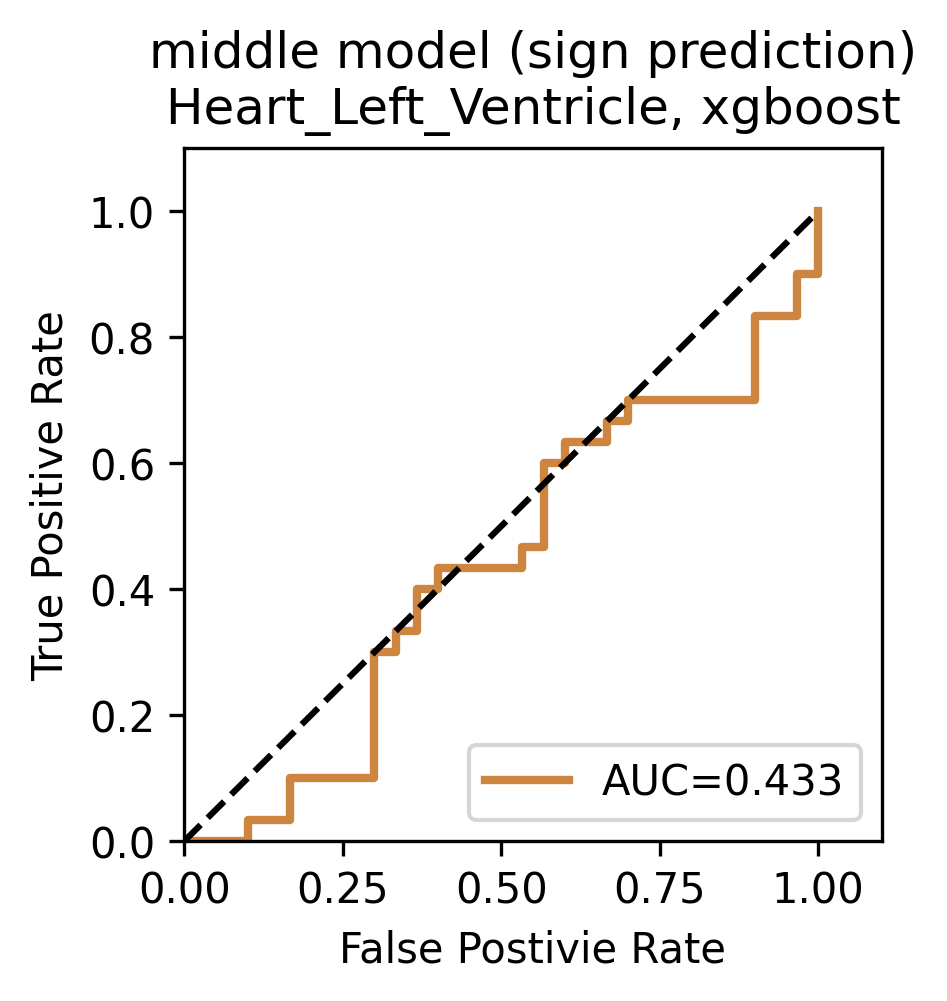 middle model (sign prediction)
Heart_Left_Ventricle, xgboost
True Positive Rate
1.0
0.8
0.6
0.4
0.2
0.0
AUC=0.433
0.00 0.25 0.50 0.75 1.00
False Postivie Rate